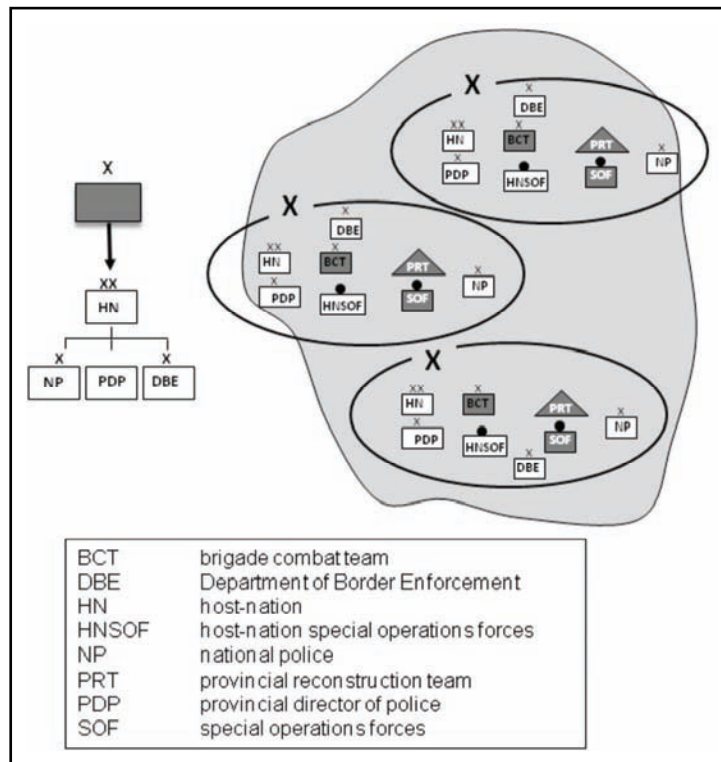 X
XX
HN
X
X
NP
PDP
DBE
X
X
DBE
XX
X
HN
BCT
PRT
X
X
PDP
HNSOF
SOF
NP
X
X
DBE
XX
X
HN
BCT
PRT
X
X
PDP
HNSOF
SOF
NP
X
XX
X
HN
BCT
PRT
X
X
PDP
HNSOF
SOF
NP
X
DBE
BCT brigade combat team
DBE Department of Border Enforcement
HN host-nation
HNSOF host-nation special operations forces
NP national police
PRT provincial reconstruction team
PDP provincial director of police
SOF special operations forces